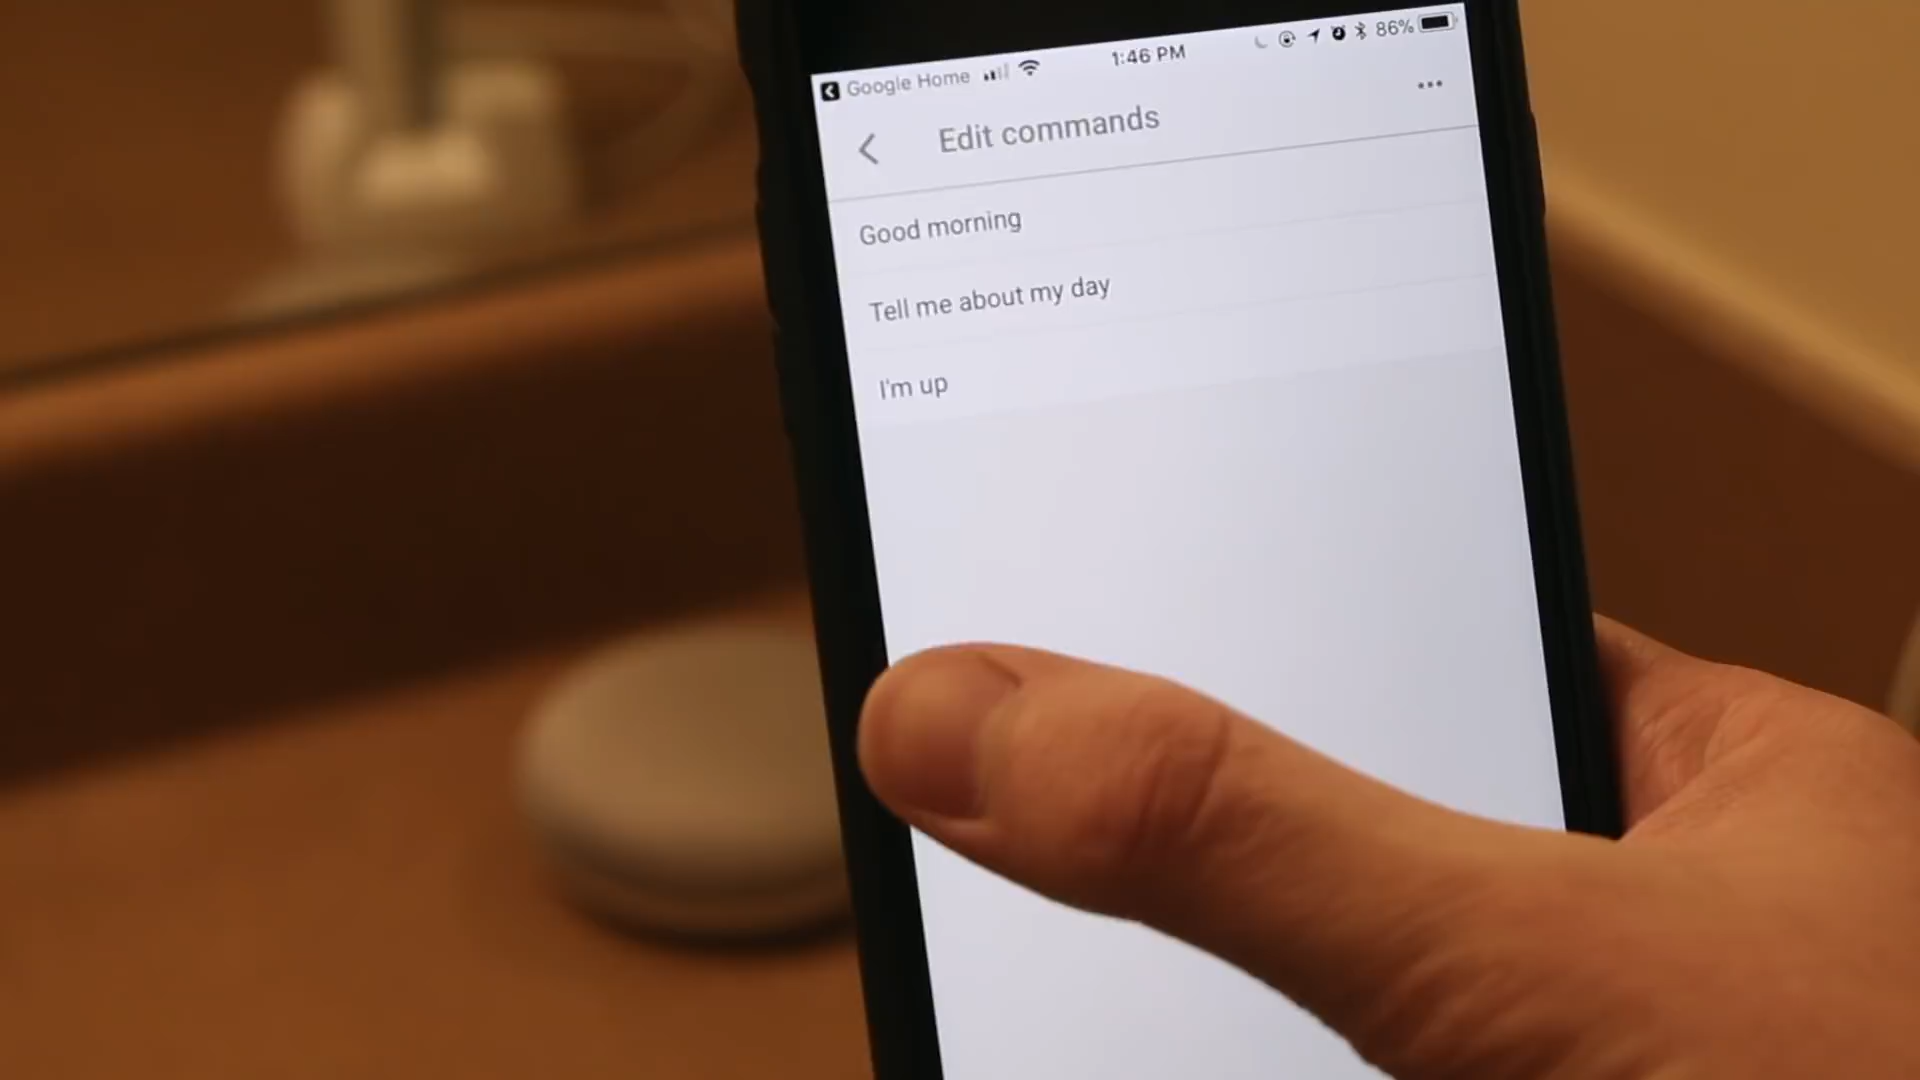 Google Home 1:46 PM 86%
Edit commands
Good morning
Tell me about my day
I'm up